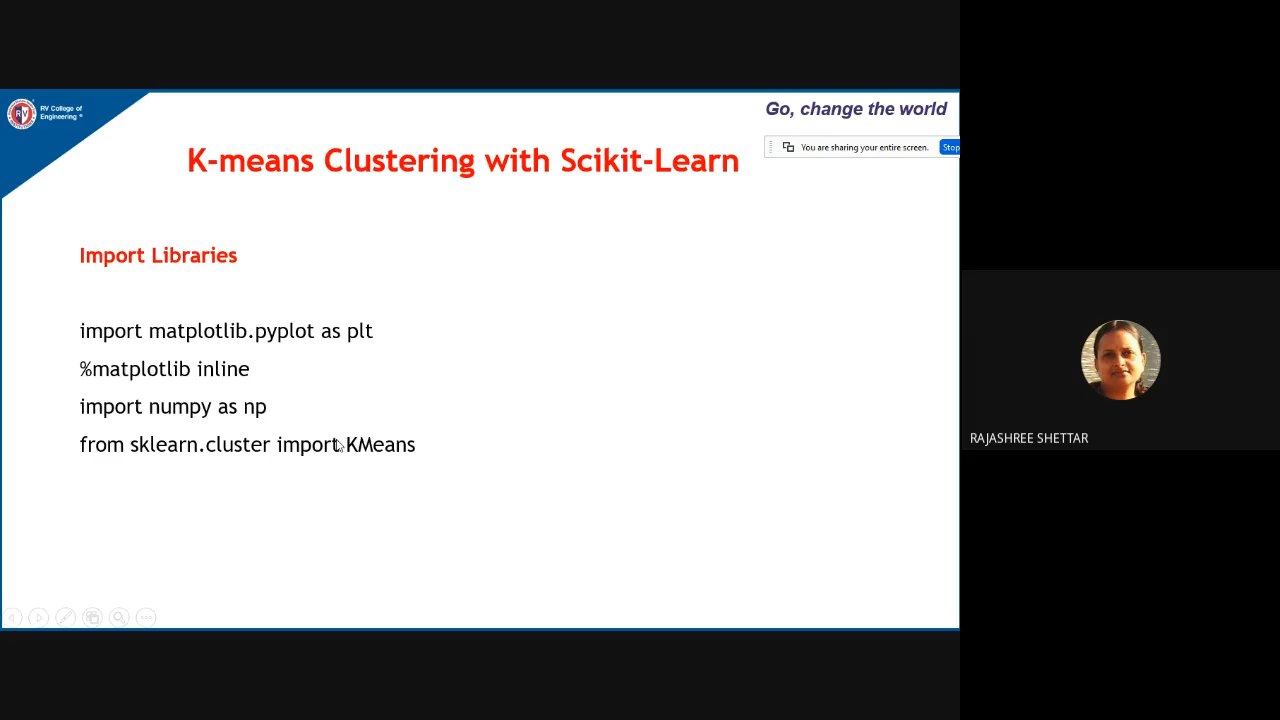 RV College of
Engineering
Go, change the world
You are sharing your entire screen.
Stop
K-means Clustering with Scikit-Learn
Import Libraries
import matplotlib.pyplot as plt
%matplotlib inline
import numpy as np
from sklearn.cluster import KMeans
RAJASHREE SHETTAR